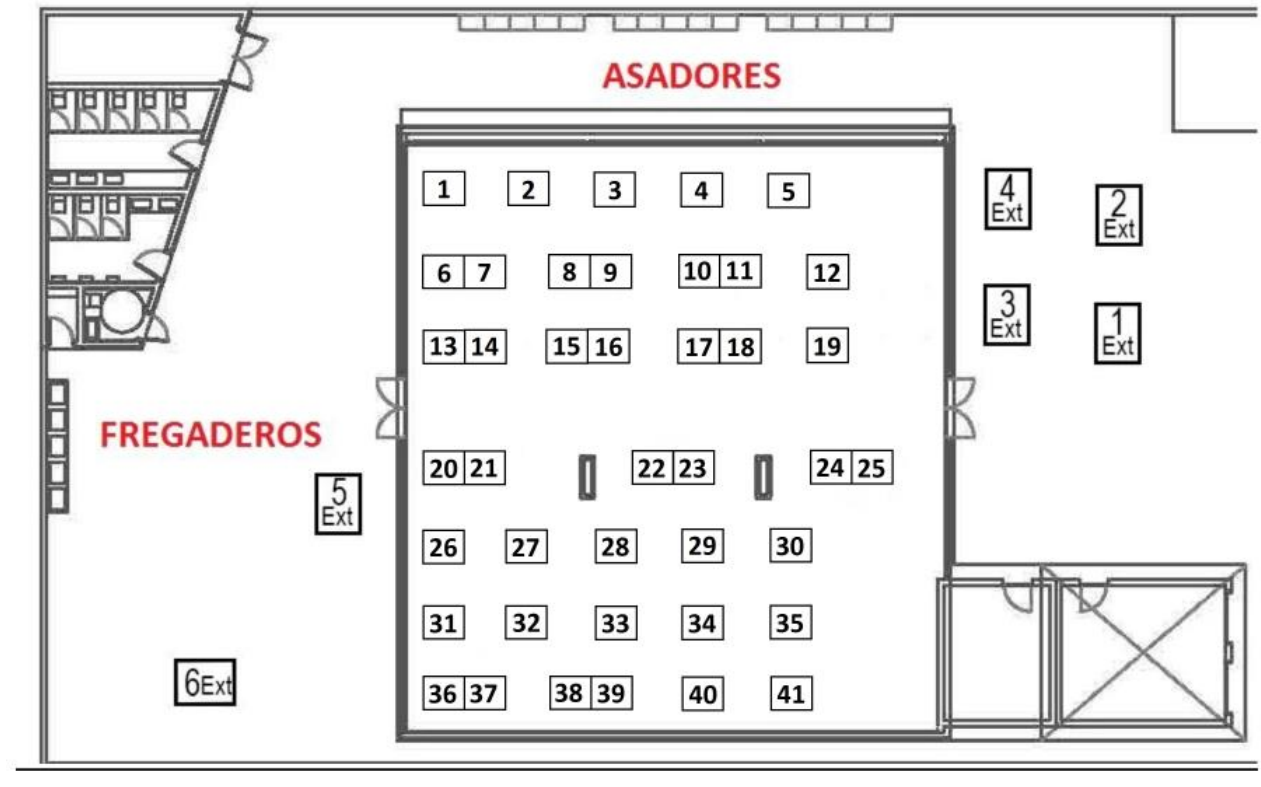 ASADORES
1 2 3 4 5
4
Ext
2
Ext
6 7 8 9 10 11 12
3
Ext
1
Ext
13 14 15 16 17 18 19
FREGADEROS
20 21 22 23 24 25
5
Ext
26 27 28 29 30
31 32 33 34 35
6Ext
36 37 38 39 40 41